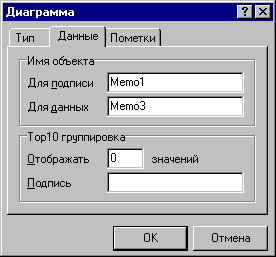 Диаграмма
Тип Данные Пометки
Имя объекта
Для подписи Memo1
Для данных Memo3
Top10 группировка
Отображать 0 значений
Подпись
OK Отмена